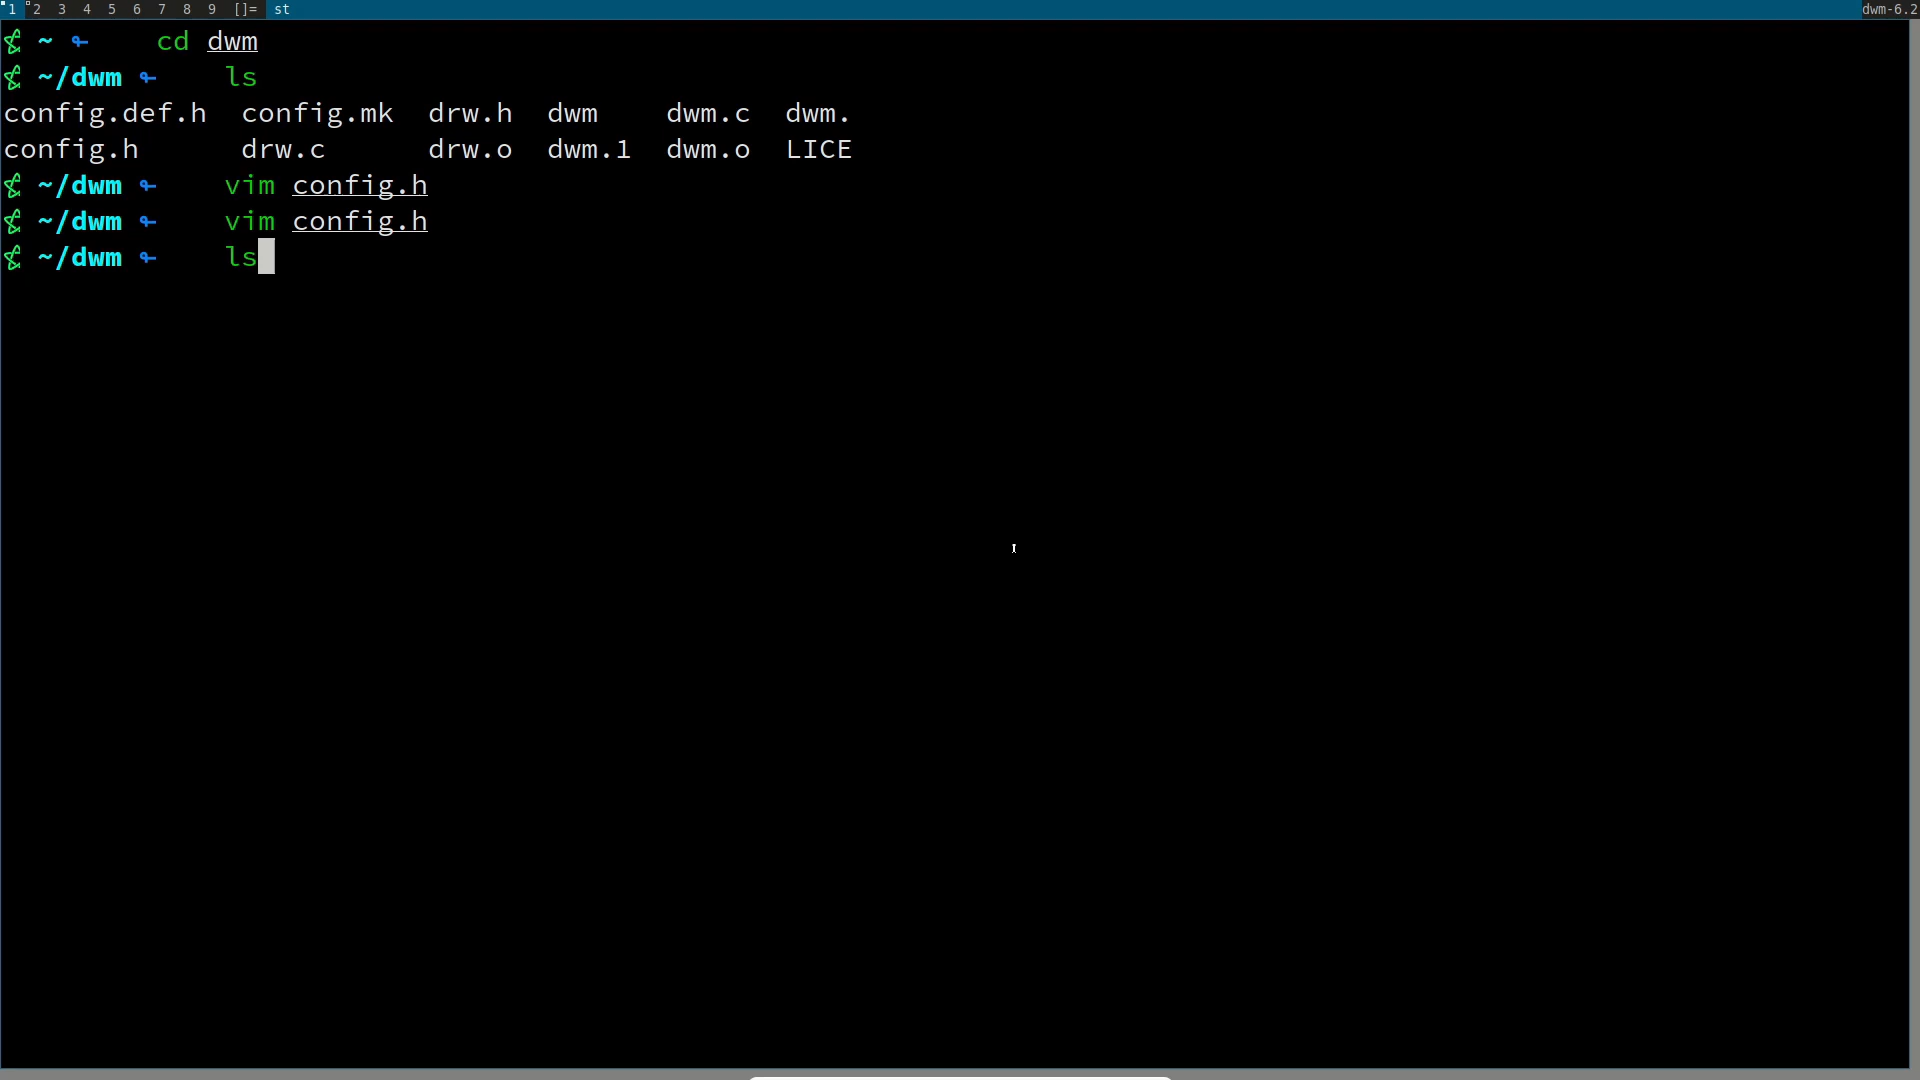 1 2 3 4 5 6 7 8 9 []= st dwm-6.2
~ cd dwm
~/dwm ls
config.def.h config.mk drw.h dwm dwm.c dwm.
config.h drw.c drw.o dwm.1 dwm.o LICE
~/dwm vim config.h
~/dwm vim config.h
~/dwm ls